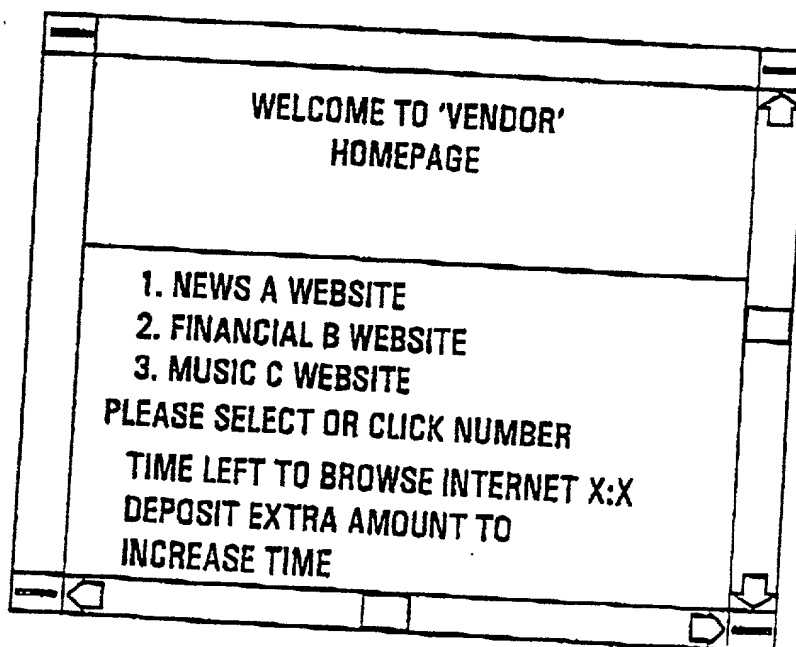 WELCOME TO 'VENDOR'
HOMEPAGE
1. NEWS A WEBSITE
2. FINANCIAL B WEBSITE
3. MUSIC C WEBSITE
PLEASE SELECT OR CLICK NUMBER
TIME LEFT TO BROWSE INTERNET X:X
DEPOSIT EXTRA AMOUNT TO
INCREASE TIME